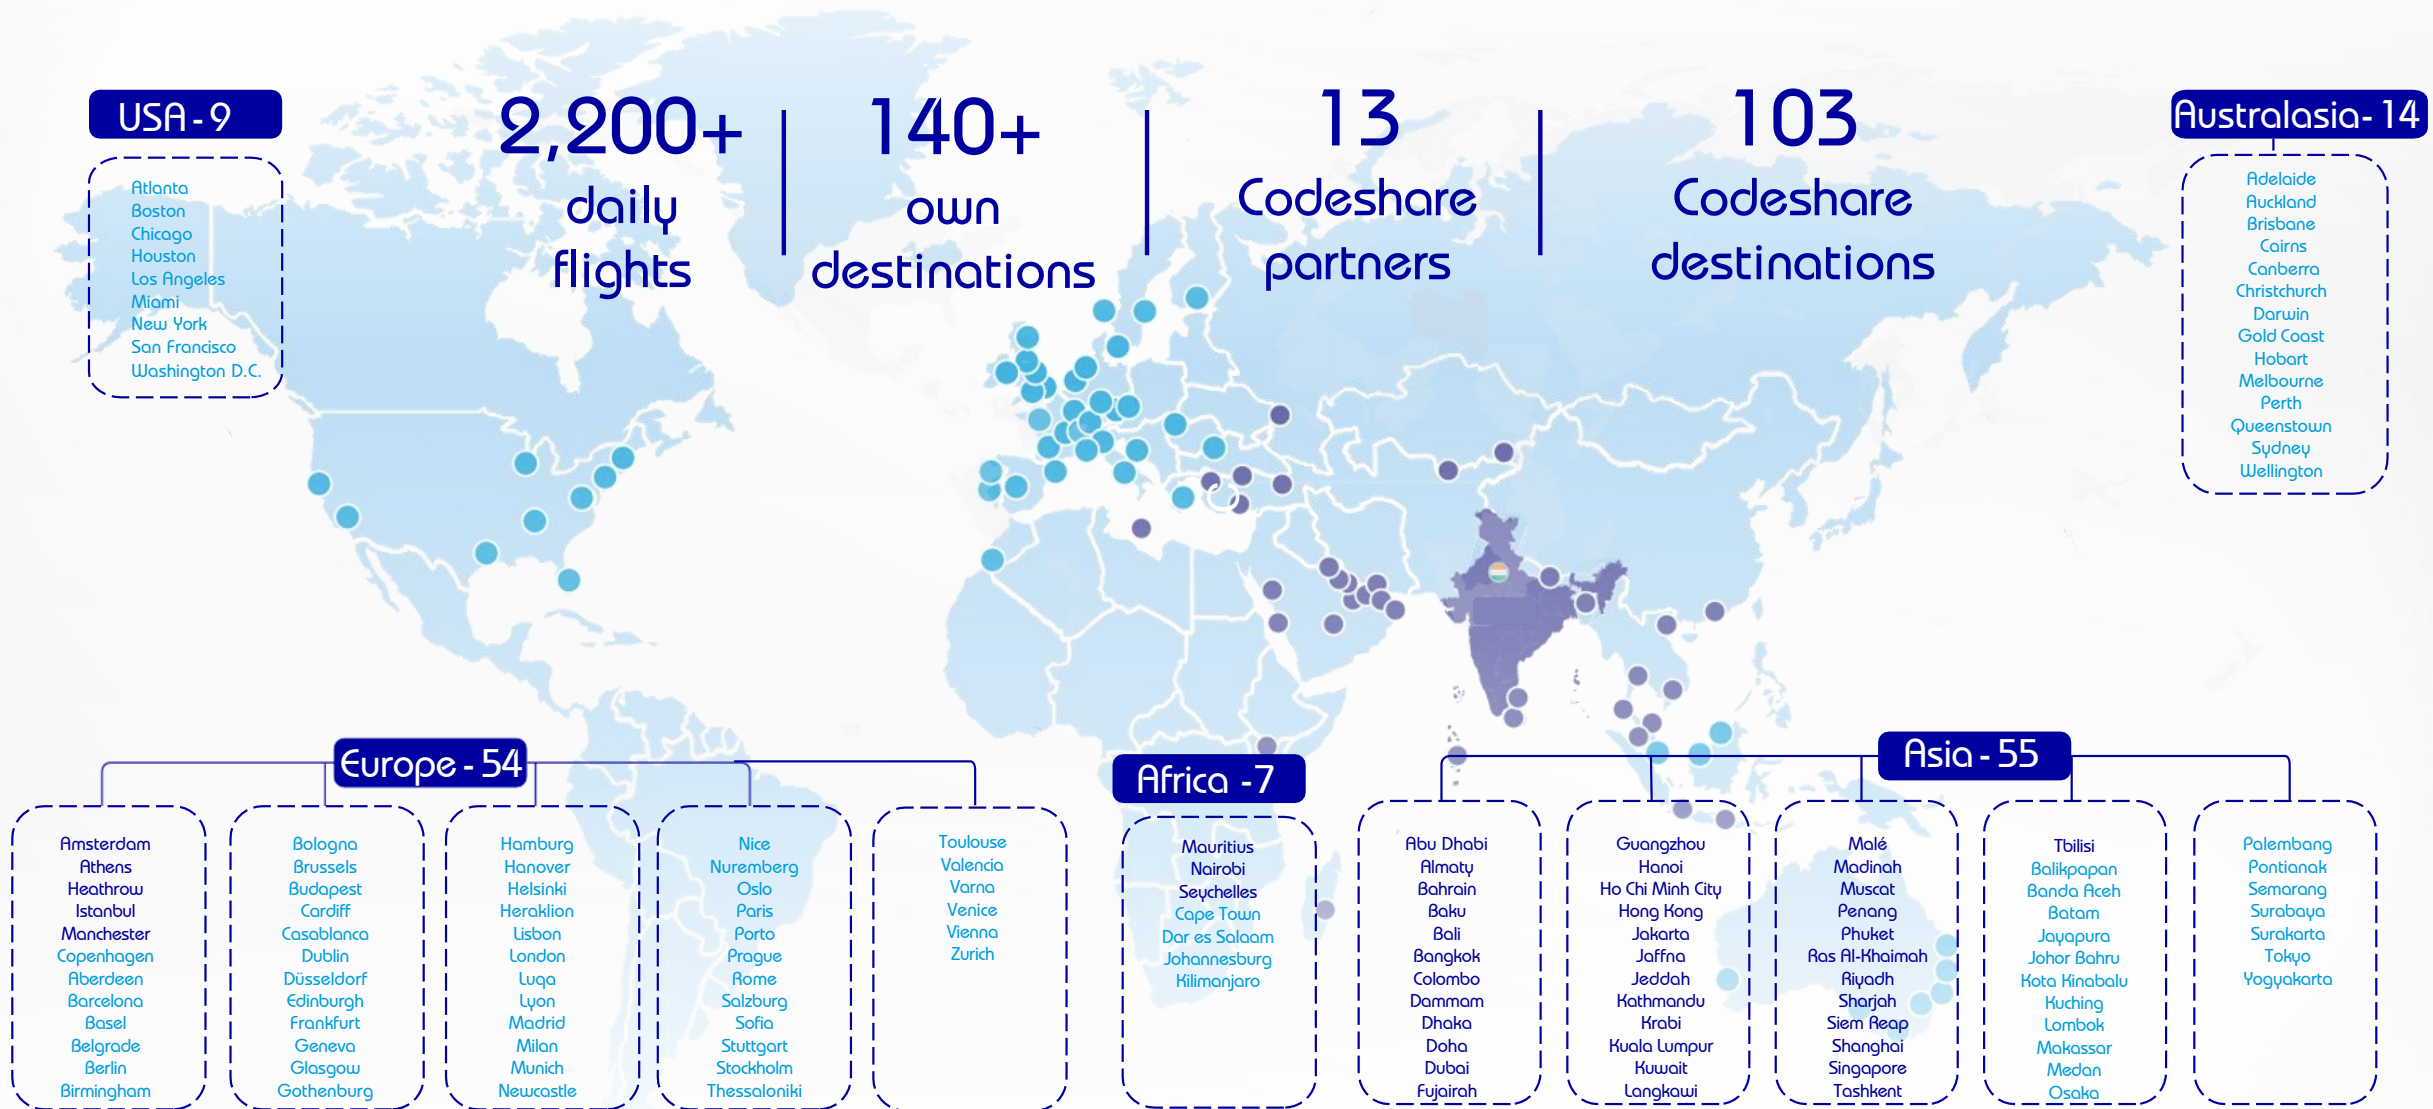 USA - 9
Atlanta
Boston
Chicago
Houston
Los Angeles
Miami
New York
San Francisco
Washington D.C.
2,200+
daily
flights
140+
own
destinations
13
Codeshare
partners
103
Codeshare
destinations
Australasia- 14
Adelaide
Auckland
Brisbane
Cairns
Canberra
Christchurch
Darwin
Gold Coast
Hobart
Melbourne
Perth
Queenstown
Sydney
Wellington
Europe - 54
Amsterdam
Athens
Heathrow
Istanbul
Manchester
Copenhagen
Aberdeen
Barcelona
Basel
Belgrade
Berlin
Birmingham
Bologna
Brussels
Budapest
Cardiff
Casablanca
Dublin
Düsseldorf
Edinburgh
Frankfurt
Geneva
Glasgow
Gothenburg
Hamburg
Hanover
Helsinki
Heraklion
Lisbon
London
Luqa
Lyon
Madrid
Milan
Munich
Newcastle
Nice
Nuremberg
Oslo
Paris
Porto
Prague
Rome
Salzburg
Sofia
Stuttgart
Stockholm
Thessaloniki
Toulouse
Valencia
Varna
Venice
Vienna
Zurich
Africa -7
Mauritius
Nairobi
Seychelles
Cape Town
Dar es Salaam
Johannesburg
Kilimanjaro
Asia - 55
Abu Dhabi
Almaty
Bahrain
Baku
Bali
Bangkok
Colombo
Dammam
Dhaka
Doha
Dubai
Fujairah
Guangzhou
Hanoi
Ho Chi Minh City
Hong Kong
Jakarta
Jaffna
Jeddah
Kathmandu
Krabi
Kuala Lumpur
Kuwait
Langkawi
Malé
Madinah
Muscat
Penang
Phuket
Ras Al-Khaimah
Riyadh
Sharjah
Siem Reap
Shanghai
Singapore
Tashkent
Tbilisi
Balikpapan
Banda Aceh
Batam
Jayapura
Johor Bahru
Kota Kinabalu
Kuching
Lombok
Makassar
Medan
Osaka
Palembang
Pontianak
Semarang
Surabaya
Surakarta
Tokyo
Yogyakarta